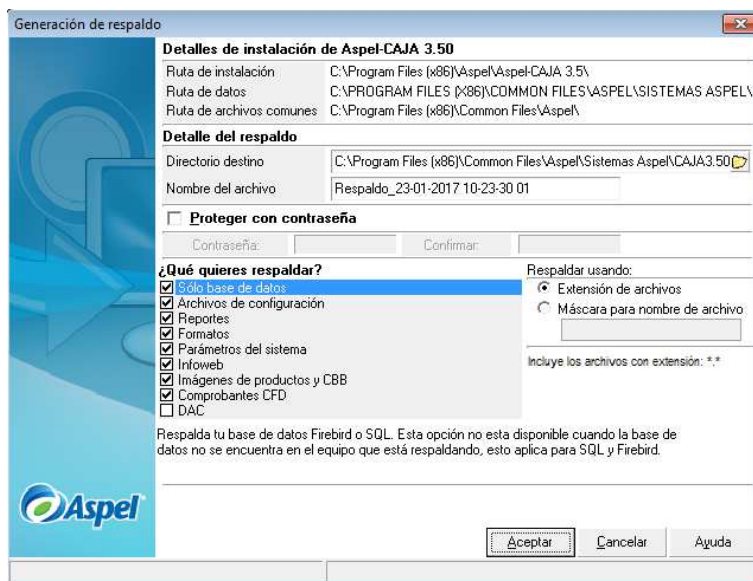 Generación de respaldo
Detalles de instalación de Aspel-CAJA 3.50
Ruta de instalación C:\Program Files (x86)\Aspel\Aspel-CAJA 3.5\
Ruta de datos C:\PROGRAM FILES (X86)\COMMON FILES\ASPEL\SISTEMAS ASPEL\
Ruta de archivos comunes C:\Program Files (x86)\Common Files\Aspel\
Detalle del respaldo
Directorio destino C:\Program Files (x86)\Common Files\Aspel\Sistemas Aspel\CAJA3.50
Nombre del archivo Respaldo_23-01-2017 10-23-30 01
Proteger con contraseña
Contraseña: Confirmar:
¿Qué quieres respaldar? Respaldar usando:
Sólo base de datos Extensión de archivos
Archivos de configuración Máscara para nombre de archivo
Reportes
Formatos
Parámetros del sistema
Infoweb Incluye los archivos con extensión: *.*
Imágenes de productos y CBB
Comprobantes CFD
DAC
Respalda tu base de datos Firebird o SQL. Esta opción no esta disponible cuando la base de
datos no se encuentra en el equipo que está respaldando, esto aplica para SQL y Firebird.
Aspel
Aceptar Cancelar Ayuda